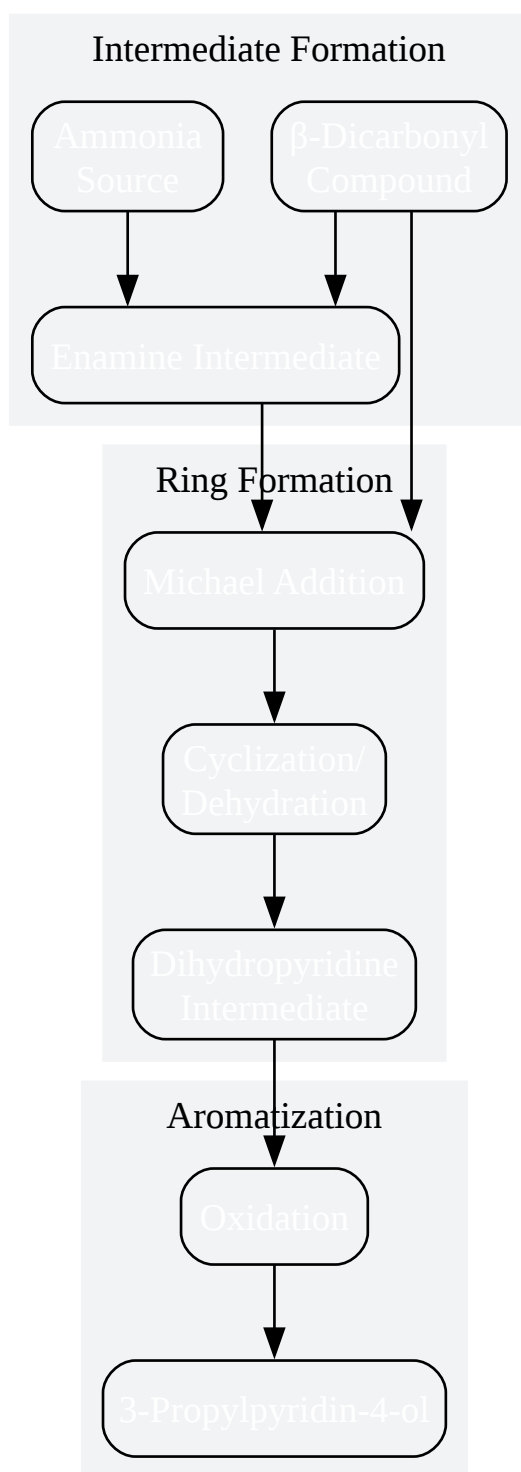 Intermediate Formation
Ammonia
Source
β-Dicarbonyl
Compound
Enamine Intermediate
Ring Formation
Michael Addition
Cyclization/
Dehydration
Dihydropyridine
Intermediate
Aromatization
Oxidation
3-Propylpyridin-4-ol